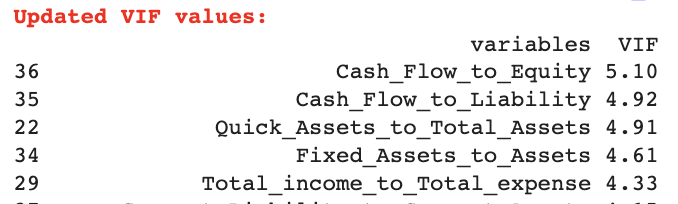 Updated VIF values:
variables VIF
36 Cash_Flow_to_Equity 5.10
35 Cash_Flow_to_Liability 4.92
22 Quick_Assets_to_Total_Assets 4.91
34 Fixed_Assets_to_Assets 4.61
29 Total_income_to_Total_expense 4.33